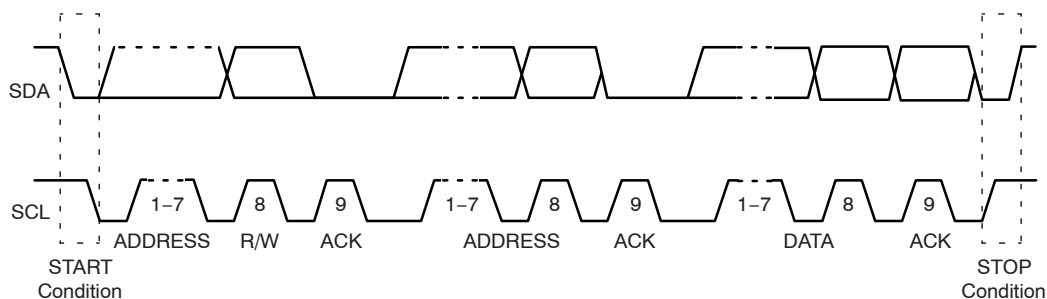 SDA
SCL
1–7 8 9 1–7 8 9 1–7 8 9
ADDRESS R/W ACK ADDRESS ACK DATA ACK
START
Condition
STOP
Condition